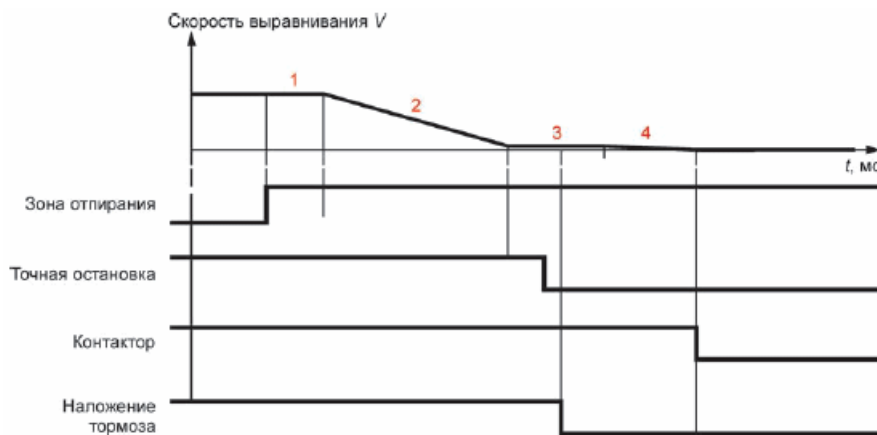 Скорость выравнивания V
1
2
3
4
t, мс
Зона отпирания
Точная остановка
Контактор
Наложение
тормоза